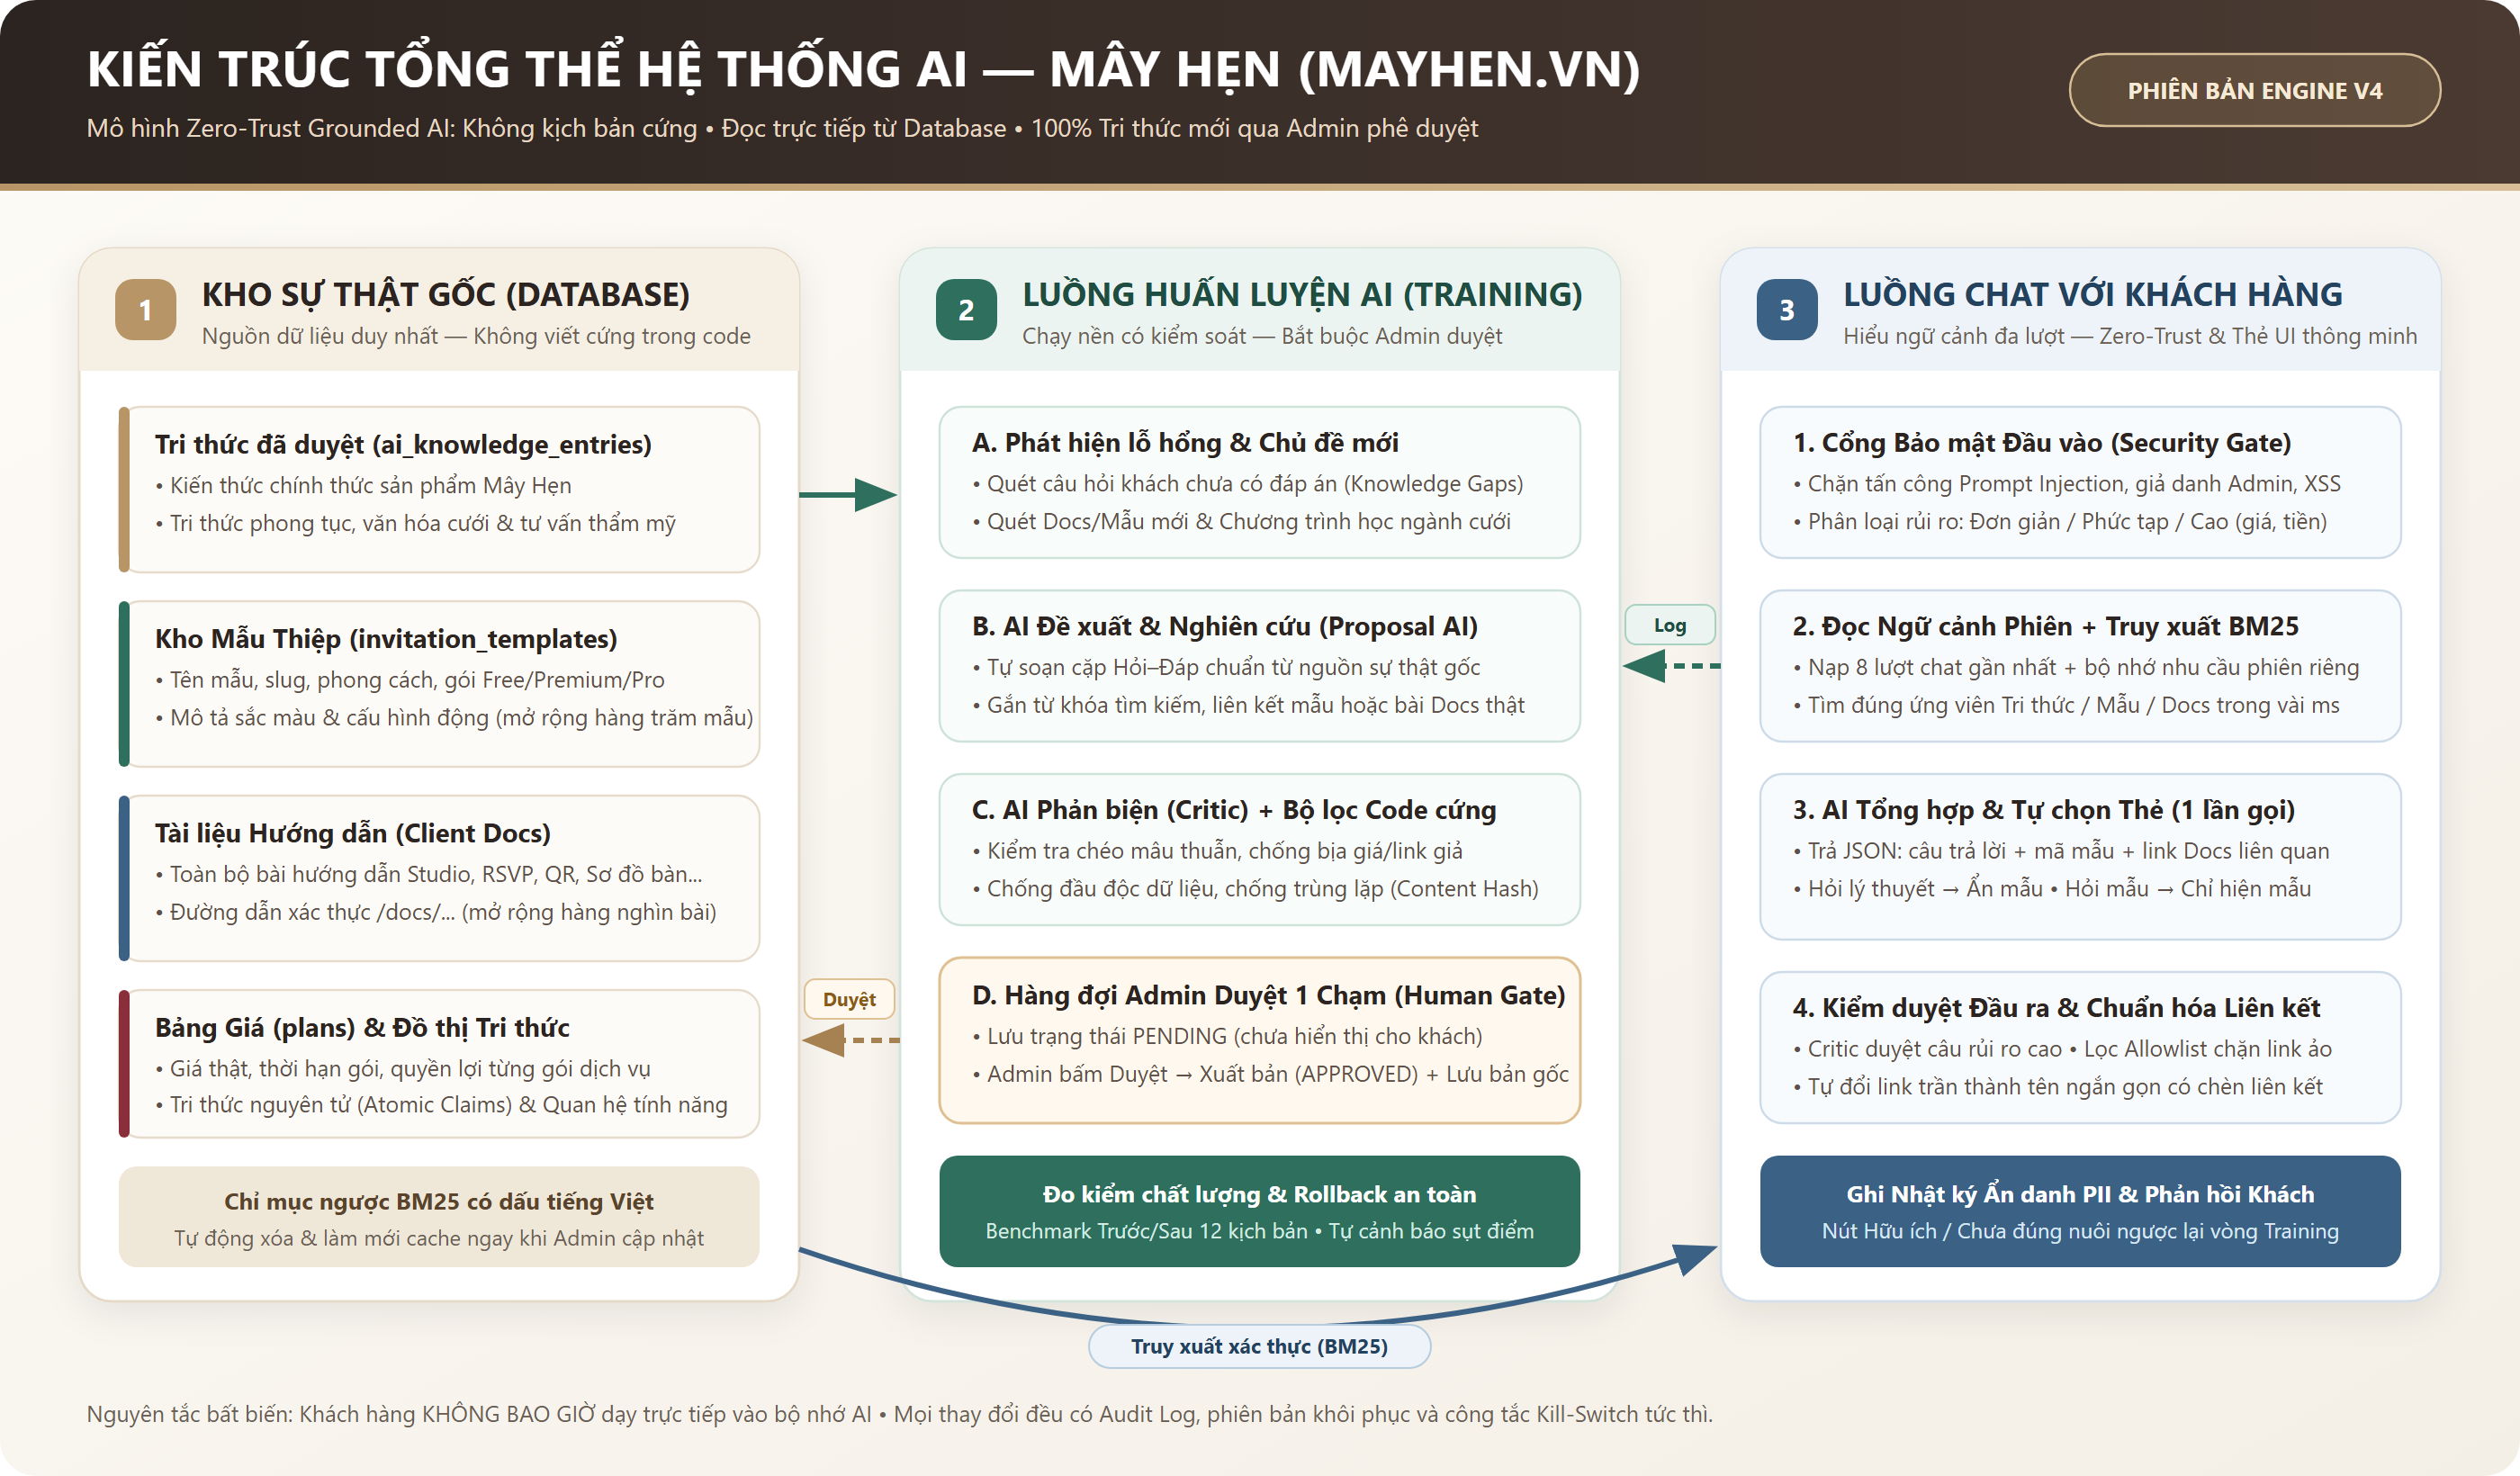 KIẾN TRÚC TỔNG THỂ HỆ THỐNG AI — MÂY HẸN (MAYHEN.VN)
Mô hình Zero-Trust Grounded AI: Không kịch bản cứng • Đọc trực tiếp từ Database • 100% Tri thức mới qua Admin phê duyệt
PHIÊN BẢN ENGINE V4
1
KHO SỰ THẬT GỐC (DATABASE)
Nguồn dữ liệu duy nhất — Không viết cứng trong code
Tri thức đã duyệt (ai_knowledge_entries)
• Kiến thức chính thức sản phẩm Mây Hẹn
• Tri thức phong tục, văn hóa cưới & tư vấn thẩm mỹ
Kho Mẫu Thiệp (invitation_templates)
• Tên mẫu, slug, phong cách, gói Free/Premium/Pro
• Mô tả sắc màu & cấu hình động (mở rộng hàng trăm mẫu)
Tài liệu Hướng dẫn (Client Docs)
• Toàn bộ bài hướng dẫn Studio, RSVP, QR, Sơ đồ bàn...
• Đường dẫn xác thực /docs/... (mở rộng hàng nghìn bài)
Bảng Giá (plans) & Đồ thị Tri thức
• Giá thật, thời hạn gói, quyền lợi từng gói dịch vụ
• Tri thức nguyên tử (Atomic Claims) & Quan hệ tính năng
Chỉ mục ngược BM25 có dấu tiếng Việt
Tự động xóa & làm mới cache ngay khi Admin cập nhật
Duyệt
2
LUỒNG HUẤN LUYỆN AI (TRAINING)
Chạy nền có kiểm soát — Bắt buộc Admin duyệt
A. Phát hiện lỗ hổng & Chủ đề mới
• Quét câu hỏi khách chưa có đáp án (Knowledge Gaps)
• Quét Docs/Mẫu mới & Chương trình học ngành cưới
B. AI Đề xuất & Nghiên cứu (Proposal AI)
• Tự soạn cặp Hỏi–Đáp chuẩn từ nguồn sự thật gốc
• Gắn từ khóa tìm kiếm, liên kết mẫu hoặc bài Docs thật
C. AI Phản biện (Critic) + Bộ lọc Code cứng
• Kiểm tra chéo mâu thuẫn, chống bịa giá/link giả
• Chống đầu độc dữ liệu, chống trùng lặp (Content Hash)
D. Hàng đợi Admin Duyệt 1 Chạm (Human Gate)
• Lưu trạng thái PENDING (chưa hiển thị cho khách)
• Admin bấm Duyệt → Xuất bản (APPROVED) + Lưu bản gốc
Đo kiểm chất lượng & Rollback an toàn
Benchmark Trước/Sau 12 kịch bản • Tự cảnh báo sụt điểm
Log
3
LUỒNG CHAT VỚI KHÁCH HÀNG
Hiểu ngữ cảnh đa lượt — Zero-Trust & Thẻ UI thông minh
1. Cổng Bảo mật Đầu vào (Security Gate)
• Chặn tấn công Prompt Injection, giả danh Admin, XSS
• Phân loại rủi ro: Đơn giản / Phức tạp / Cao (giá, tiền)
2. Đọc Ngữ cảnh Phiên + Truy xuất BM25
• Nạp 8 lượt chat gần nhất + bộ nhớ nhu cầu phiên riêng
• Tìm đúng ứng viên Tri thức / Mẫu / Docs trong vài ms
3. AI Tổng hợp & Tự chọn Thẻ (1 lần gọi)
• Trả JSON: câu trả lời + mã mẫu + link Docs liên quan
• Hỏi lý thuyết → Ẩn mẫu • Hỏi mẫu → Chỉ hiện mẫu
4. Kiểm duyệt Đầu ra & Chuẩn hóa Liên kết
• Critic duyệt câu rủi ro cao • Lọc Allowlist chặn link ảo
• Tự đổi link trần thành tên ngắn gọn có chèn liên kết
Ghi Nhật ký Ẩn danh PII & Phản hồi Khách
Nút Hữu ích / Chưa đúng nuôi ngược lại vòng Training
Truy xuất xác thực (BM25)
Nguyên tắc bất biến: Khách hàng KHÔNG BAO GIỜ dạy trực tiếp vào bộ nhớ AI • Mọi thay đổi đều có Audit Log, phiên bản khôi phục và công tắc Kill-Switch tức thì.